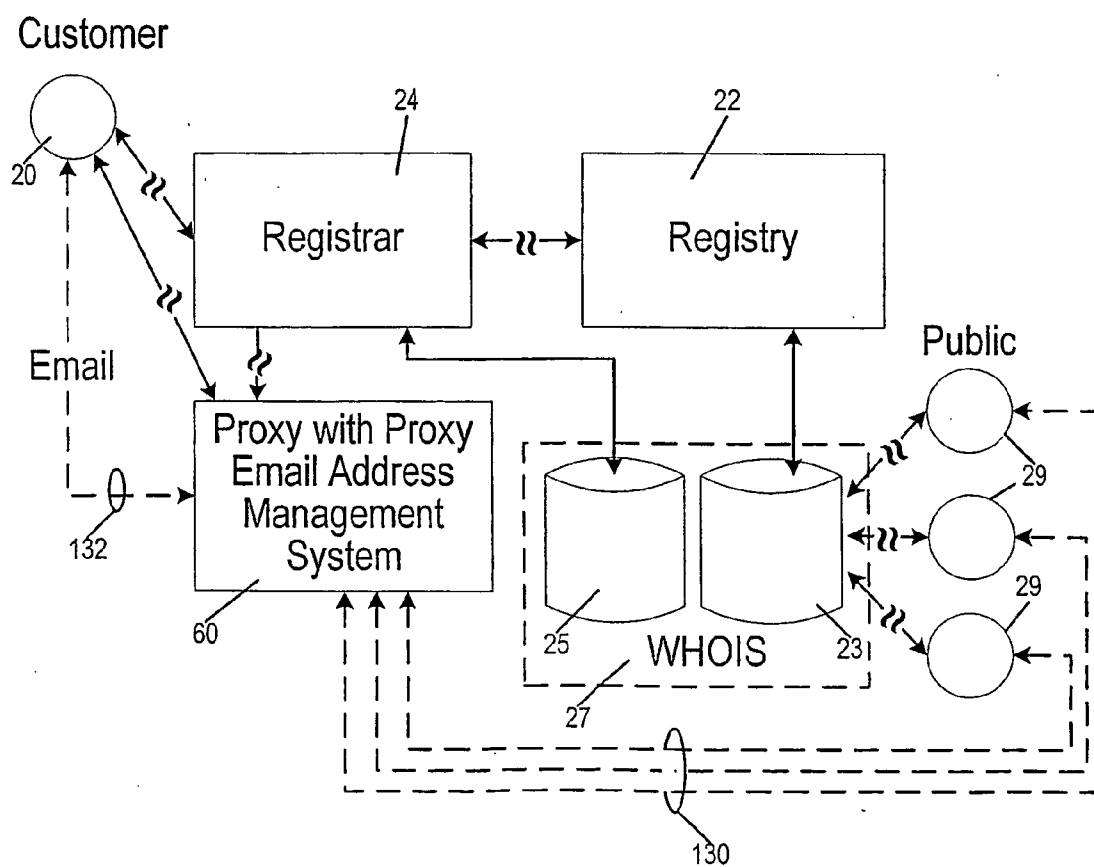 Customer
24
22
20
Registrar
Registry
Public
Email
Proxy with Proxy
Email Address
Management
System
29
29
132
29
60
25
WHOIS
23
27
130